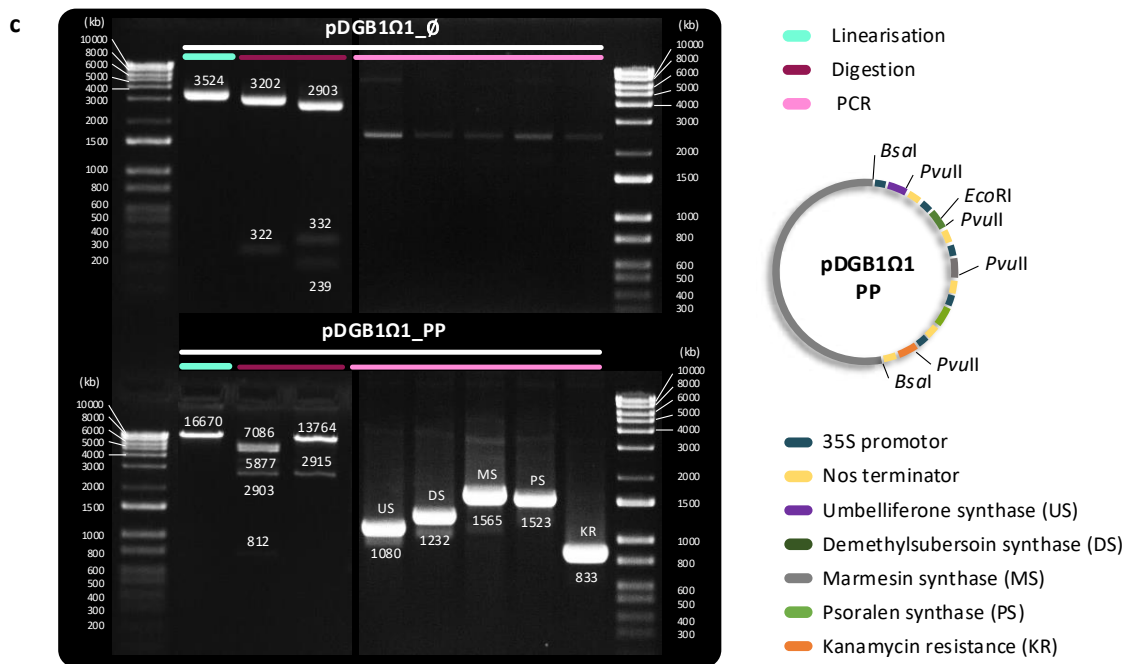 c
pDGB1Ω1_Ø
(kb)
10000
8000
6000
5000
4000
3000
2000
1500
1000
800
600
500
400
300
200
3524
3202
2903
322
332
239
(kb)
10000
8000
6000
5000
4000
3000
2000
1500
1000
800
600
500
400
300
pDGB1Ω1_PP
(kb)
10000
8000
6000
5000
4000
3000
2000
1500
1000
800
600
500
400
300
200
16670
7086
13764
5877
2915
2903
812
US
DS
MS
PS
KR
1080
1232
1565
1523
833
(kb)
10000
8000
6000
5000
4000
3000
2000
1500
1000
800
600
500
400
300
Linearisation
Digestion
PCR
BsaI
PvuII
EcoRI
PvuII
PvuII
PvuII
BsaI
pDGB1Ω1
PP
35S promotor
Nos terminator
Umbelliferone synthase (US)
Demethylsubersoin synthase (DS)
Marmesin synthase (MS)
Psoralen synthase (PS)
Kanamycin resistance (KR)